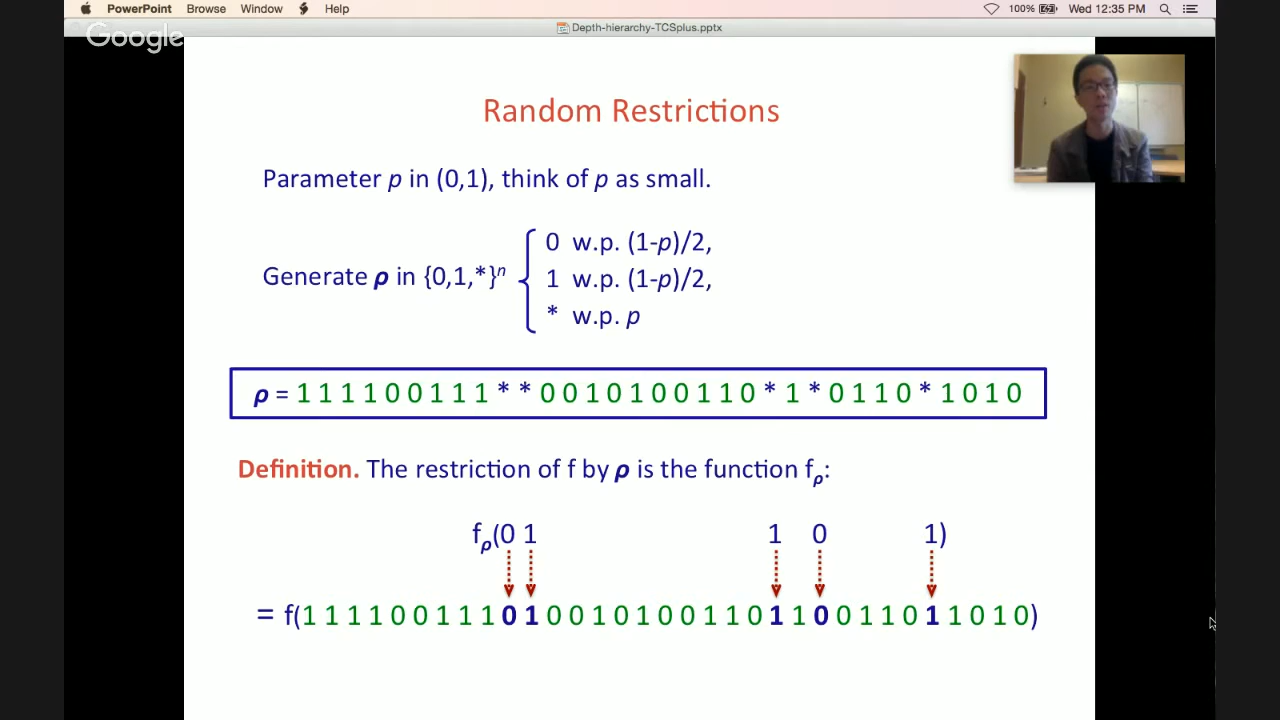 PowerPoint Browse Window Help 100% Wed 12:35 PM
Depth-hierarchy-TCSplus.pptx
Google
Random Restrictions
Parameter p in (0,1), think of p as small.
0 w.p. (1-p)/2,
Generate ρ in {0,1,*}ⁿ 1 w.p. (1-p)/2,
* w.p. p
ρ = 1 1 1 1 0 0 1 1 1 * * 0 0 1 0 1 0 0 1 1 0 * 1 * 0 1 1 0 * 1 0 1 0
Definition. The restriction of f by ρ is the function fρ:
fρ(0 1 1 0 1)
= f(1 1 1 1 0 0 1 1 1 0 1 0 0 1 0 1 0 0 1 1 0 1 1 0 0 1 1 0 1 1 0 1 0)